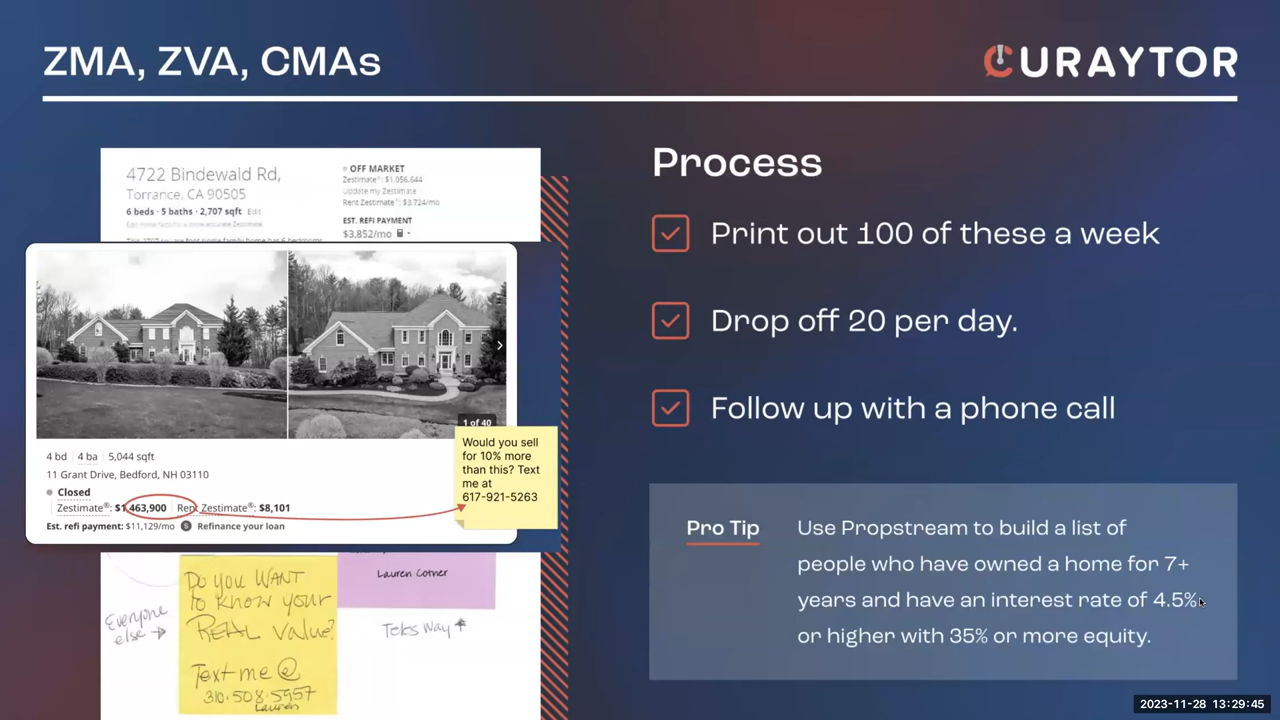 ZMA, ZVA, CMAs
CURAYTOR
4722 Bindewald Rd,
Torrance, CA 90505
6 beds · 5 baths · 2,707 sqft Edit
OFF MARKET
Zestimate®: $1,056,644
Update my Zestimate
Rent Zestimate®: $3,724/mo
EST. REFI PAYMENT
$3,852/mo
1 of 40
4 bd | 4 ba | 5,044 sqft
11 Grant Drive, Bedford, NH 03110
Closed
Zestimate®: $1,463,900 | Rent Zestimate®: $8,101
Est. refi payment: $11,129/mo $ Refinance your loan
Would you sell
for 10% more
than this? Text
me at
617-921-5263
Everyone
else →
Do you WANT
to know your
REAL value?
Text me @
310.508.5957
Lauren
Lauren Cotner
Teles Way ↑
Process
Print out 100 of these a week
Drop off 20 per day.
Follow up with a phone call
Pro Tip
Use Propstream to build a list of
people who have owned a home for 7+
years and have an interest rate of 4.5%
or higher with 35% or more equity.
2023-11-28 13:29:45